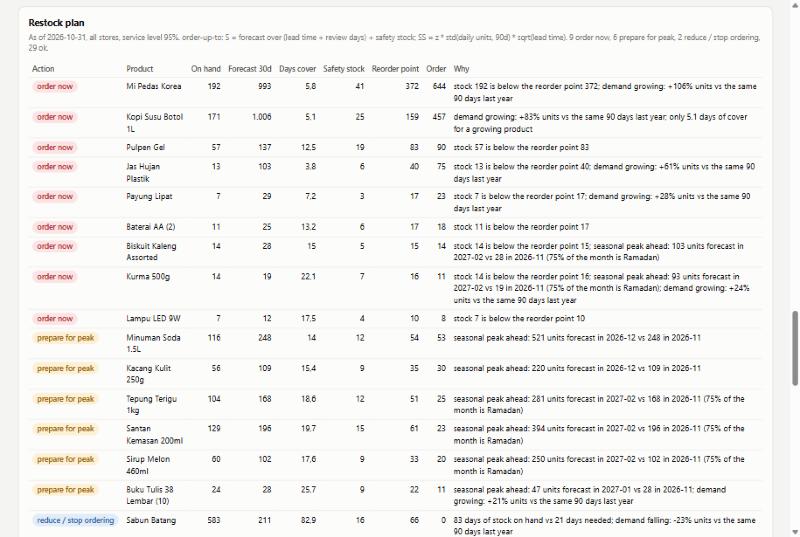 Restock plan
As of 2026-10-31, all stores, service level 95%. order-up-to: S = forecast over (lead time + review days) + safety stock; SS = z * std(daily units, 90d) * sqrt(lead time). 9 order now, 6 prepare for peak, 2 reduce / stop ordering,
29 ok.
Action Product On hand Forecast 30d Days cover Safety stock Reorder point Order Why
order now Mi Pedas Korea 192 993 5,8 41 372 644 stock 192 is below the reorder point 372; demand growing: +106% units vs the same
90 days last year
order now Kopi Susu Botol 171 1.006 5,1 25 159 457 demand growing: +83% units vs the same 90 days last year; only 5.1 days of cover
1L for a growing product
order now Pulpen Gel 57 137 12,5 19 83 90 stock 57 is below the reorder point 83
order now Jas Hujan 13 103 3,8 6 40 75 stock 13 is below the reorder point 40; demand growing: +61% units vs the same 90
Plastik days last year
order now Payung Lipat 7 29 7,2 3 17 23 stock 7 is below the reorder point 17; demand growing: +28% units vs the same 90
days last year
order now Baterai AA (2) 11 25 13,2 6 17 18 stock 11 is below the reorder point 17
order now Biskuit Kaleng 14 28 15 5 15 14 stock 14 is below the reorder point 15; seasonal peak ahead: 103 units forecast in
Assorted 2027-02 vs 28 in 2026-11 (75% of the month is Ramadan)
order now Kurma 500g 14 19 22,1 7 16 11 stock 14 is below the reorder point 16; seasonal peak ahead: 93 units forecast in
2027-02 vs 19 in 2026-11 (75% of the month is Ramadan); demand growing: +24%
units vs the same 90 days last year
order now Lampu LED 9W 7 12 17,5 4 10 8 stock 7 is below the reorder point 10
prepare for peak Minuman Soda 116 248 14 12 54 53 seasonal peak ahead: 521 units forecast in 2026-12 vs 248 in 2026-11
1.5L
prepare for peak Kacang Kulit 56 109 15,4 9 35 30 seasonal peak ahead: 220 units forecast in 2026-12 vs 109 in 2026-11
250g
prepare for peak Tepung Terigu 104 168 18,6 12 51 25 seasonal peak ahead: 281 units forecast in 2027-02 vs 168 in 2026-11 (75% of the
1kg month is Ramadan)
prepare for peak Santan 129 196 19,7 15 61 23 seasonal peak ahead: 394 units forecast in 2027-02 vs 196 in 2026-11 (75% of the
Kemasan 200ml month is Ramadan)
prepare for peak Sirup Melon 60 102 17,6 9 33 20 seasonal peak ahead: 250 units forecast in 2027-02 vs 102 in 2026-11 (75% of the
460ml month is Ramadan)
prepare for peak Buku Tulis 38 24 28 25,7 9 22 11 seasonal peak ahead: 47 units forecast in 2027-01 vs 28 in 2026-11; demand
Lembar (10) growing: +21% units vs the same 90 days last year
reduce / stop ordering Sabun Batang 583 211 82,9 16 66 0 83 days of stock on hand vs 21 days needed; demand falling: -23% units vs the same
90 days last year